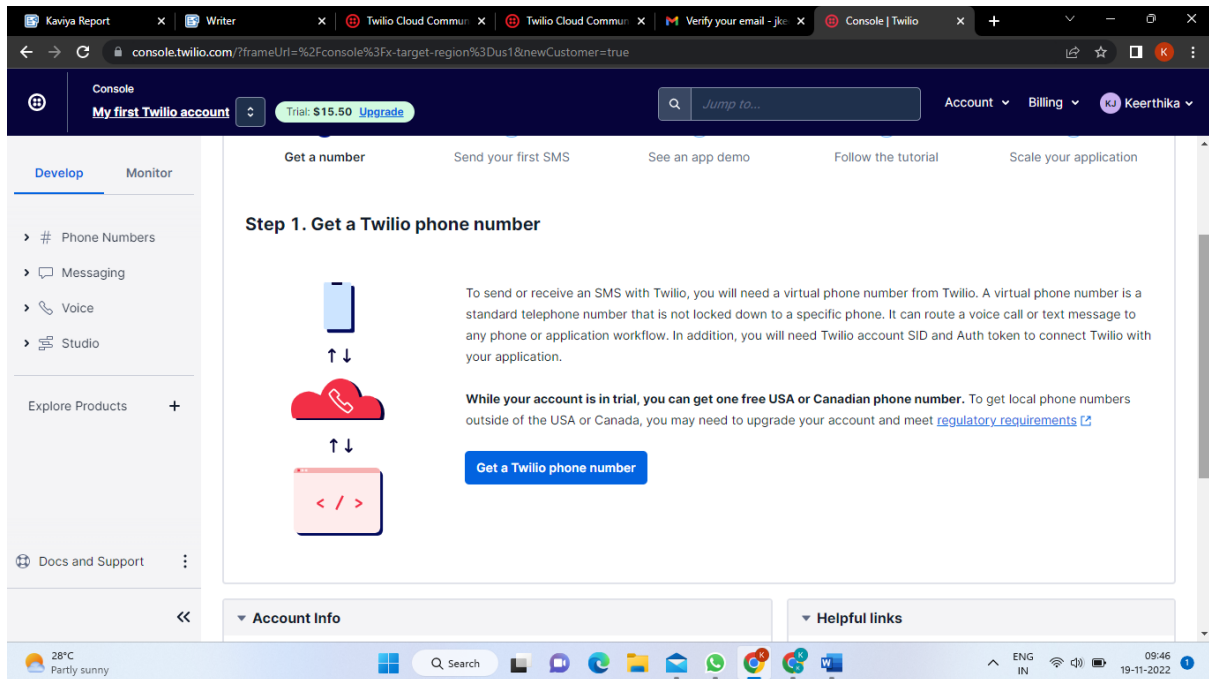 Kaviya Report
Writer
Twilio Cloud Commun
Twilio Cloud Commun
Verify your email - jke
Console | Twilio
console.twilio.com/?frameUrl=%2Fconsole%3Fx-target-region%3Dus1&newCustomer=true
K
Console
My first Twilio account
Trial: $15.50 Upgrade
Jump to...
Account
Billing
KJ Keerthika
Develop
Monitor
Get a number
Send your first SMS
See an app demo
Follow the tutorial
Scale your application
# Phone Numbers
Messaging
Voice
Studio
Explore Products +
Docs and Support
Step 1. Get a Twilio phone number
To send or receive an SMS with Twilio, you will need a virtual phone number from Twilio. A virtual phone number is a
standard telephone number that is not locked down to a specific phone. It can route a voice call or text message to
any phone or application workflow. In addition, you will need Twilio account SID and Auth token to connect Twilio with
your application.
While your account is in trial, you can get one free USA or Canadian phone number. To get local phone numbers
outside of the USA or Canada, you may need to upgrade your account and meet regulatory requirements
Get a Twilio phone number
< / >
Account Info
Helpful links
28°C
Partly sunny
Search
ENG
IN
09:46
19-11-2022
1